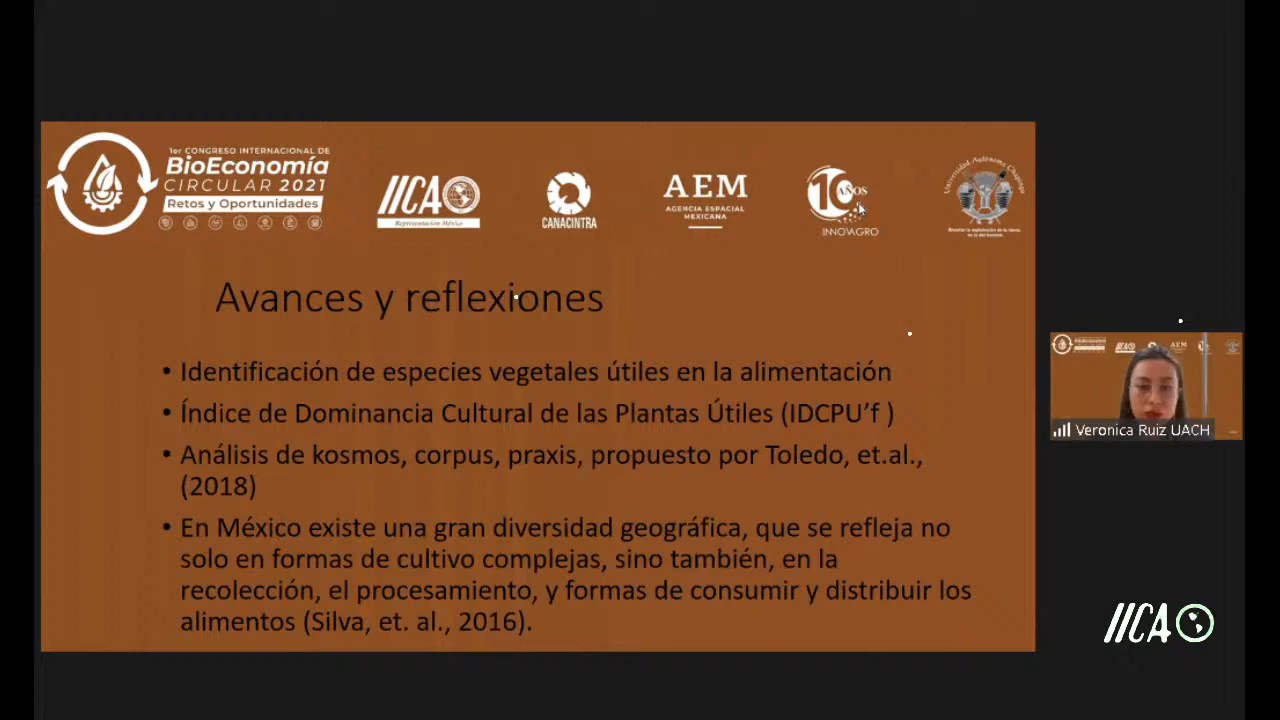 1er CONGRESO INTERNACIONAL DE
BioEconomía
CIRCULAR 2021
Retos y Oportunidades
IICA
Representación México
CANACINTRA
AEM
AGENCIA ESPACIAL
MEXICANA
10 AÑOS
INNOVAGRO
Universidad Autónoma Chapingo
Avances y reflexiones
• Identificación de especies vegetales útiles en la alimentación
• Índice de Dominancia Cultural de las Plantas Útiles (IDCPU’f )
• Análisis de kosmos, corpus, praxis, propuesto por Toledo, et.al.,
(2018)
• En México existe una gran diversidad geográfica, que se refleja no
solo en formas de cultivo complejas, sino también, en la
recolección, el procesamiento, y formas de consumir y distribuir los
alimentos (Silva, et. al., 2016).
AEM
Veronica Ruiz UACH
IICA